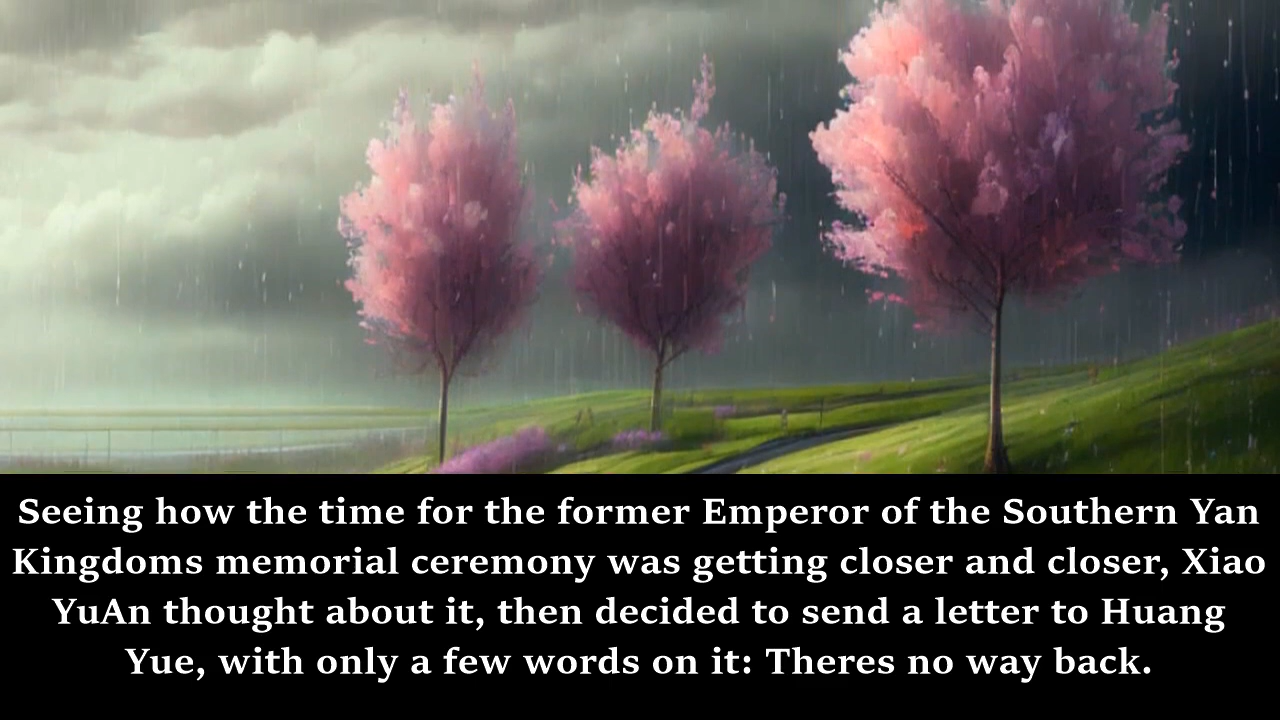 Seeing how the time for the former Emperor of the Southern Yan
Kingdoms memorial ceremony was getting closer and closer, Xiao
YuAn thought about it, then decided to send a letter to Huang
Yue, with only a few words on it: Theres no way back.